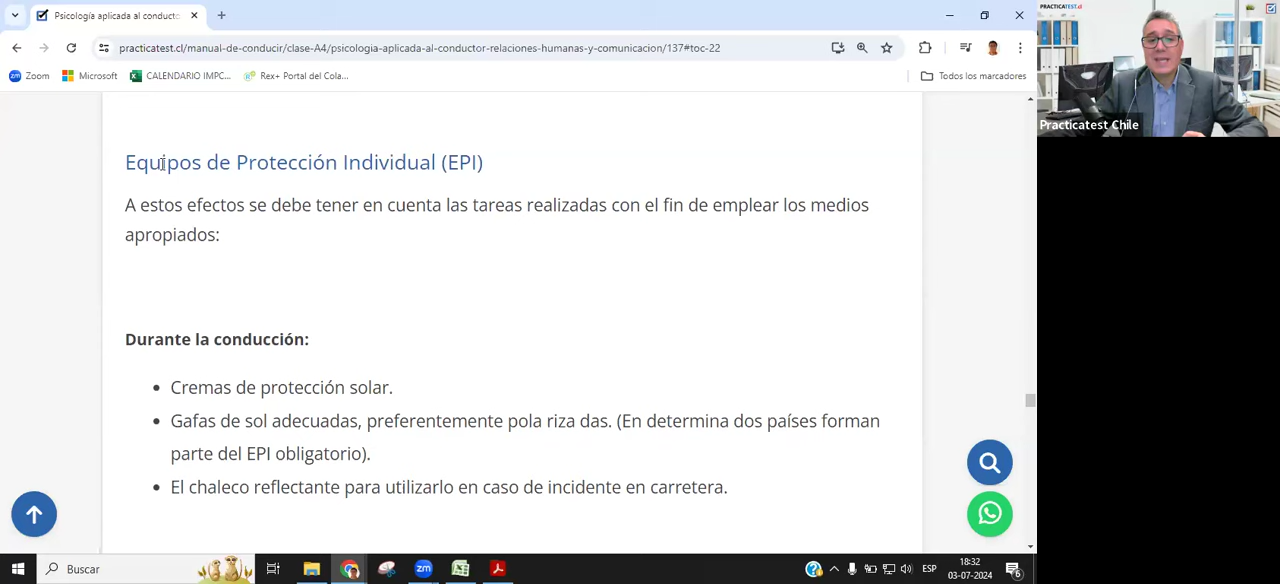 Psicología aplicada al conducto
practicatest.cl/manual-de-conducir/clase-A4/psicologia-aplicada-al-conductor-relaciones-humanas-y-comunicacion/137#toc-22
Zoom Microsoft CALENDARIO IMPC... Rex+ Portal del Cola... Todos los marcadores
PRACTICATEST.cl
Practicatest Chile
Equipos de Protección Individual (EPI)
A estos efectos se debe tener en cuenta las tareas realizadas con el fin de emplear los medios
apropiados:
Durante la conducción:
• Cremas de protección solar.
• Gafas de sol adecuadas, preferentemente pola riza das. (En determina dos países forman
parte del EPI obligatorio).
• El chaleco reflectante para utilizarlo en caso de incidente en carretera.
Buscar
zm
ESP
18:32
03-07-2024
6